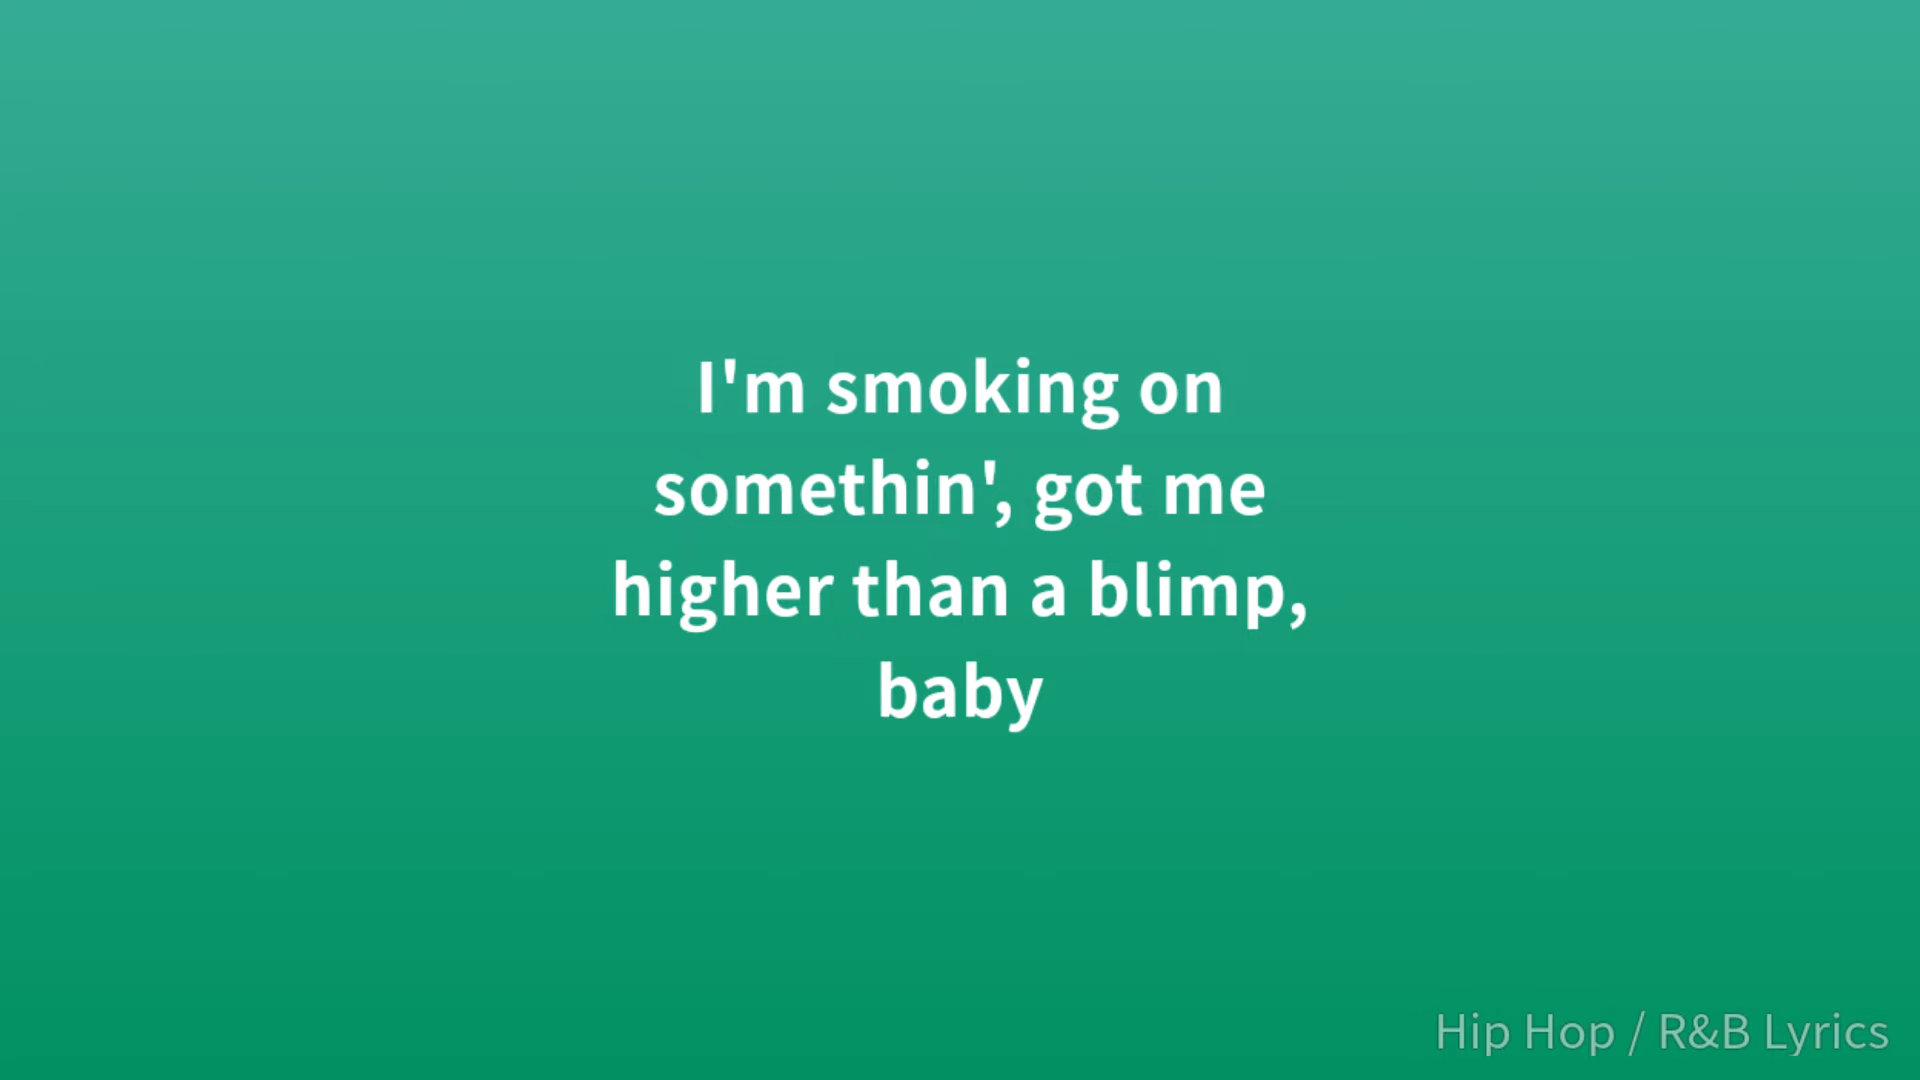 I'm smoking on
somethin', got me
higher than a blimp,
baby
Hip Hop / R&B Lyrics